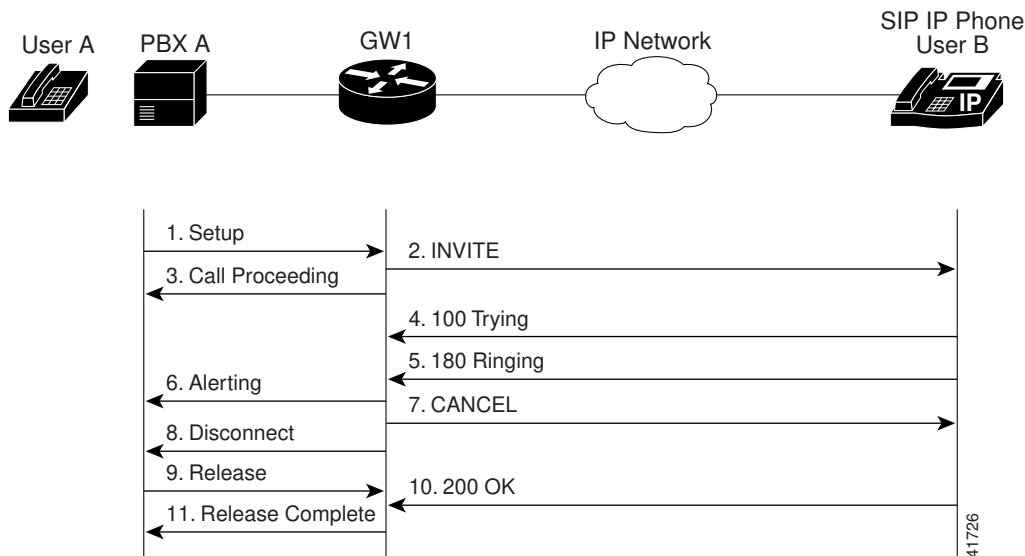 User A
PBX A
GW1
IP Network
SIP IP Phone
User B
IP
1. Setup
2. INVITE
3. Call Proceeding
4. 100 Trying
5. 180 Ringing
6. Alerting
7. CANCEL
8. Disconnect
9. Release
10. 200 OK
11. Release Complete
41726